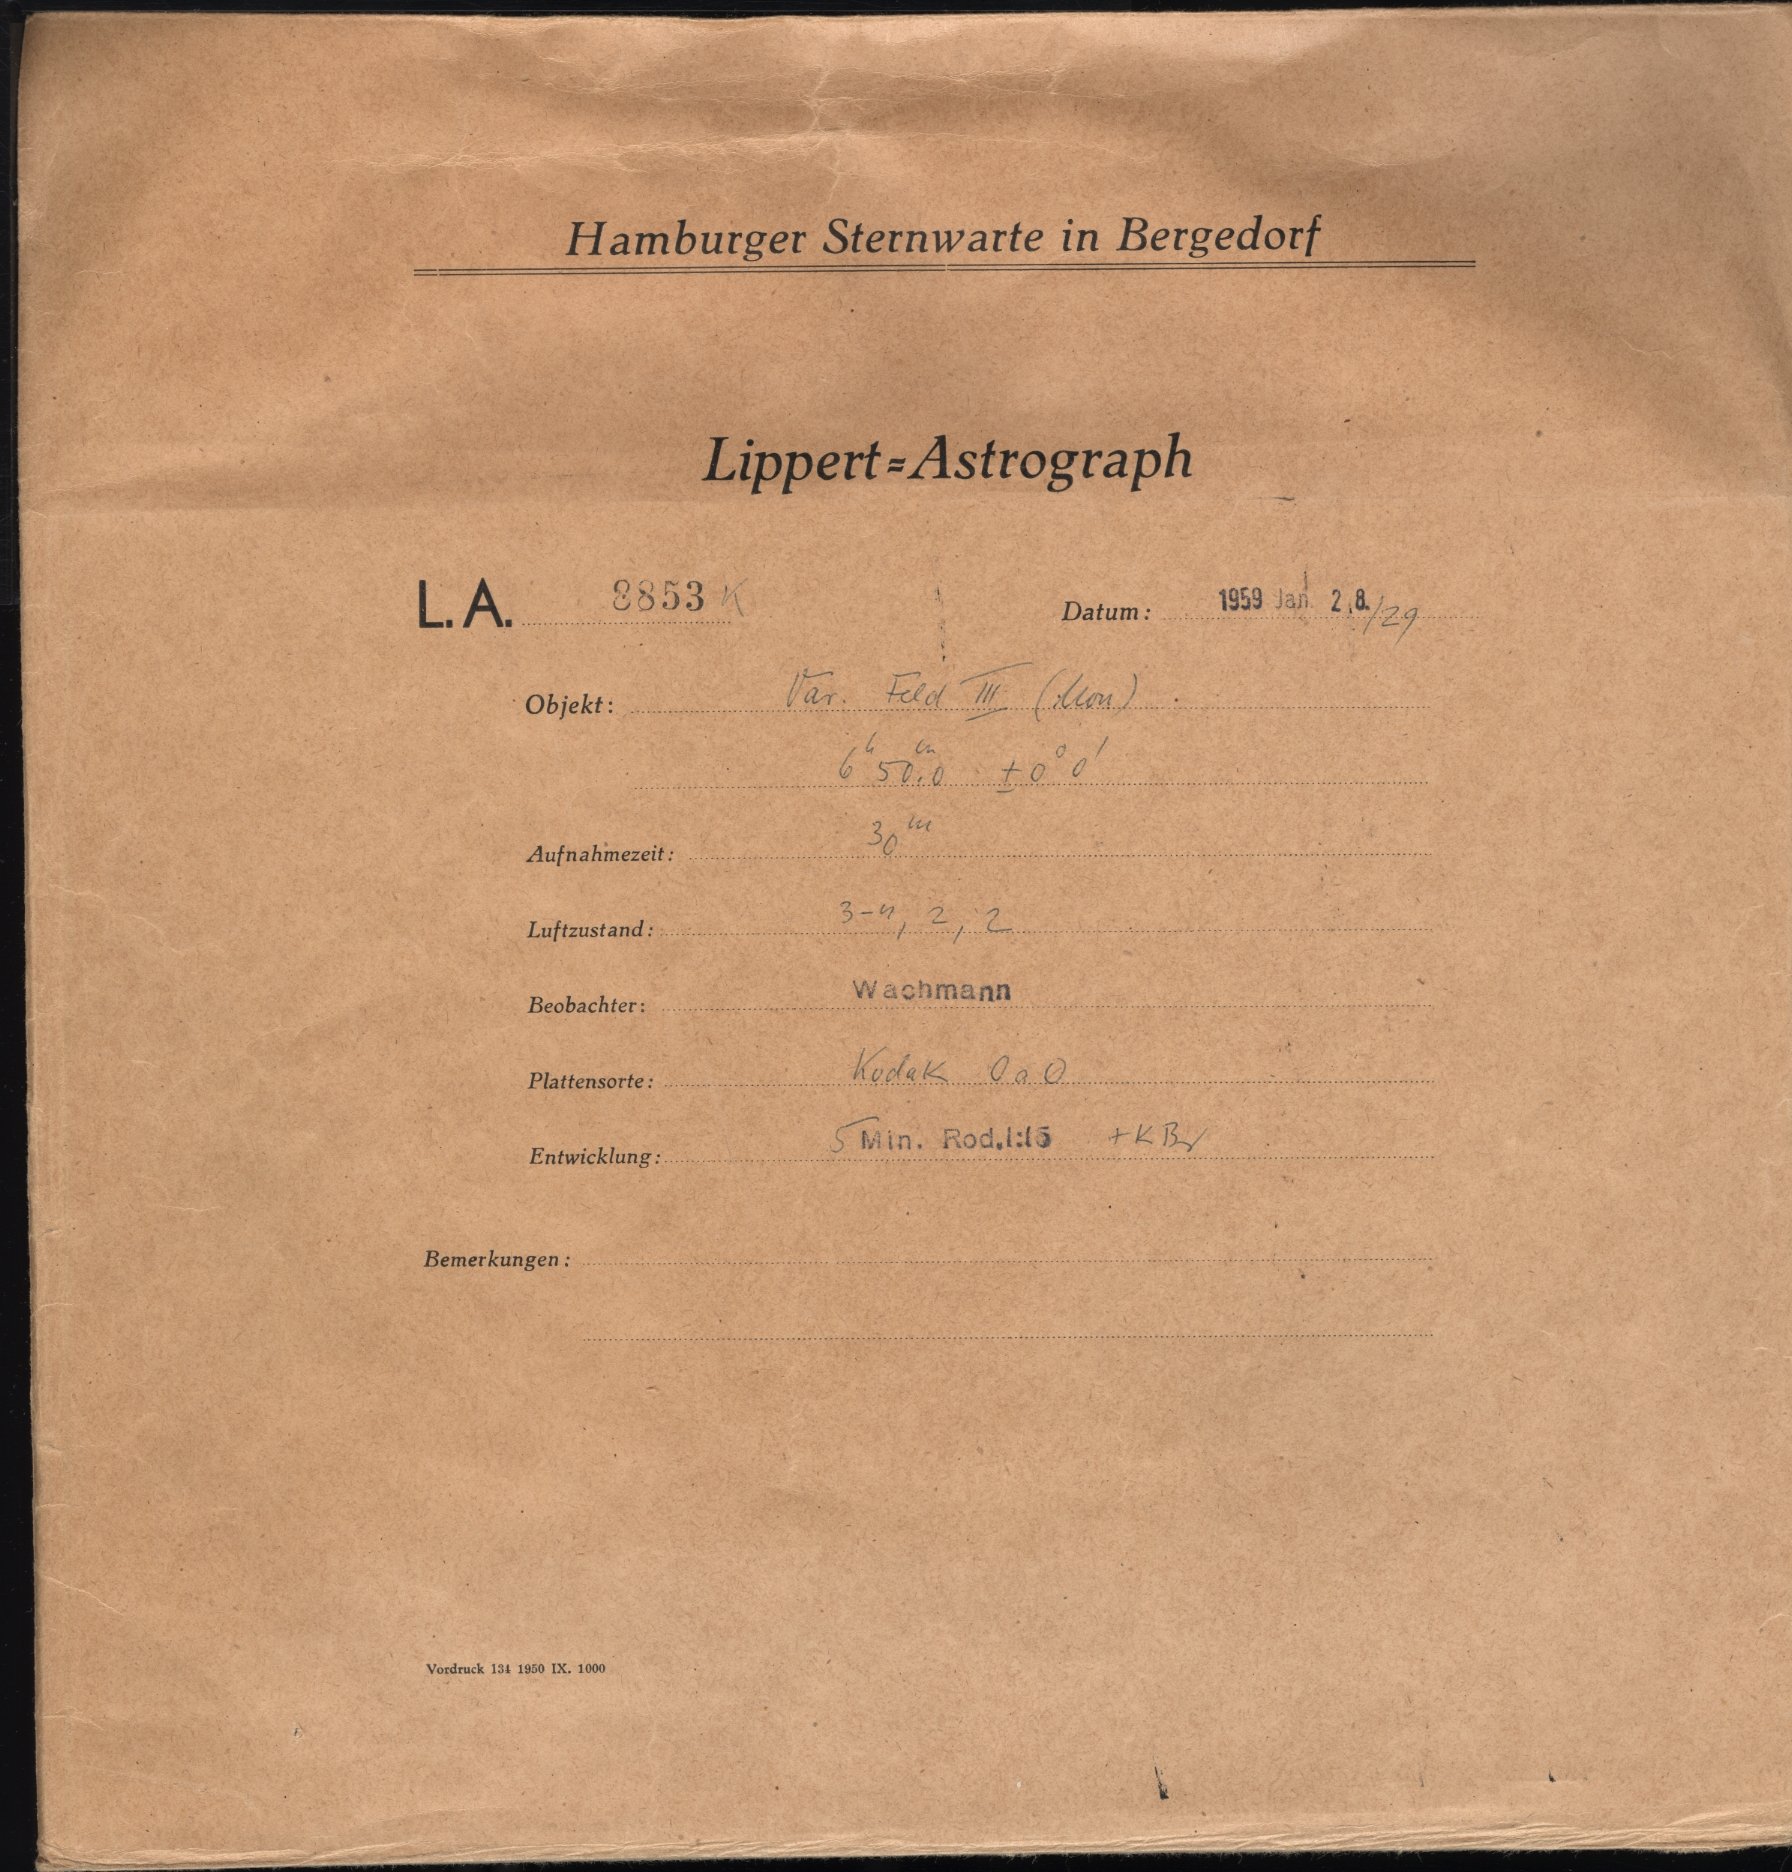 Hamburger Sternwarte in Bergedorf
Lippert=Astrograph
L. A. 8853 K Datum: 1959 Jan. 28./29
Objekt: Var. Feld III (Mon)
6ʰ 50ᵐ.0 ±0° 0′
Aufnahmezeit: 30ᵐ
Luftzustand: 3-4, 2, 2
Beobachter: Wachmann
Plattensorte: Kodak OaO
Entwicklung: 5 Min. Rod. 1:15 +KBr
Bemerkungen:
Vordruck 134 1950 IX. 1000